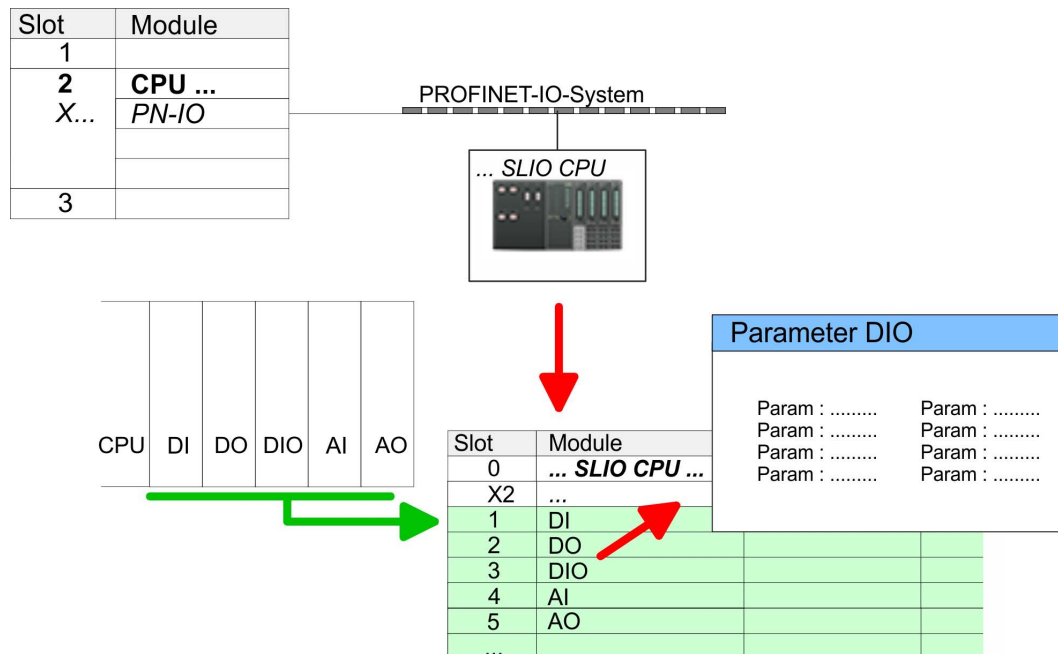 Slot Module
1
2 CPU ...
X... PN-IO
3
PROFINET-IO-System
... SLIO CPU
CPU DI DO DIO AI AO
Parameter DIO
Param : ......... Param : .........
Param : ......... Param : .........
Param : ......... Param : .........
Param : ......... Param : .........
Slot Module
0 ... SLIO CPU ...
X2 ...
1 DI
2 DO
3 DIO
4 AI
5 AO
...